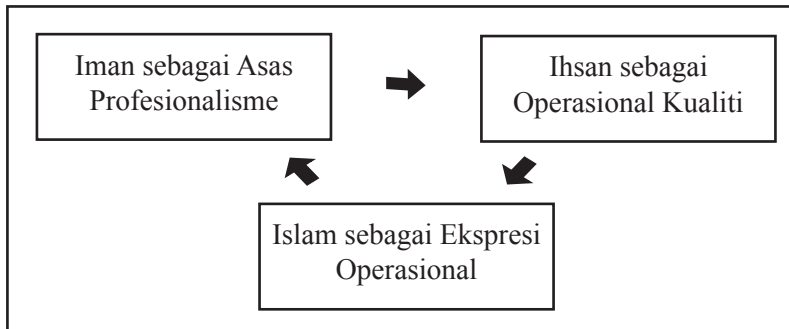 Iman sebagai Asas
Profesionalisme
Ihsan sebagai
Operasional Kualiti
Islam sebagai Ekspresi
Operasional